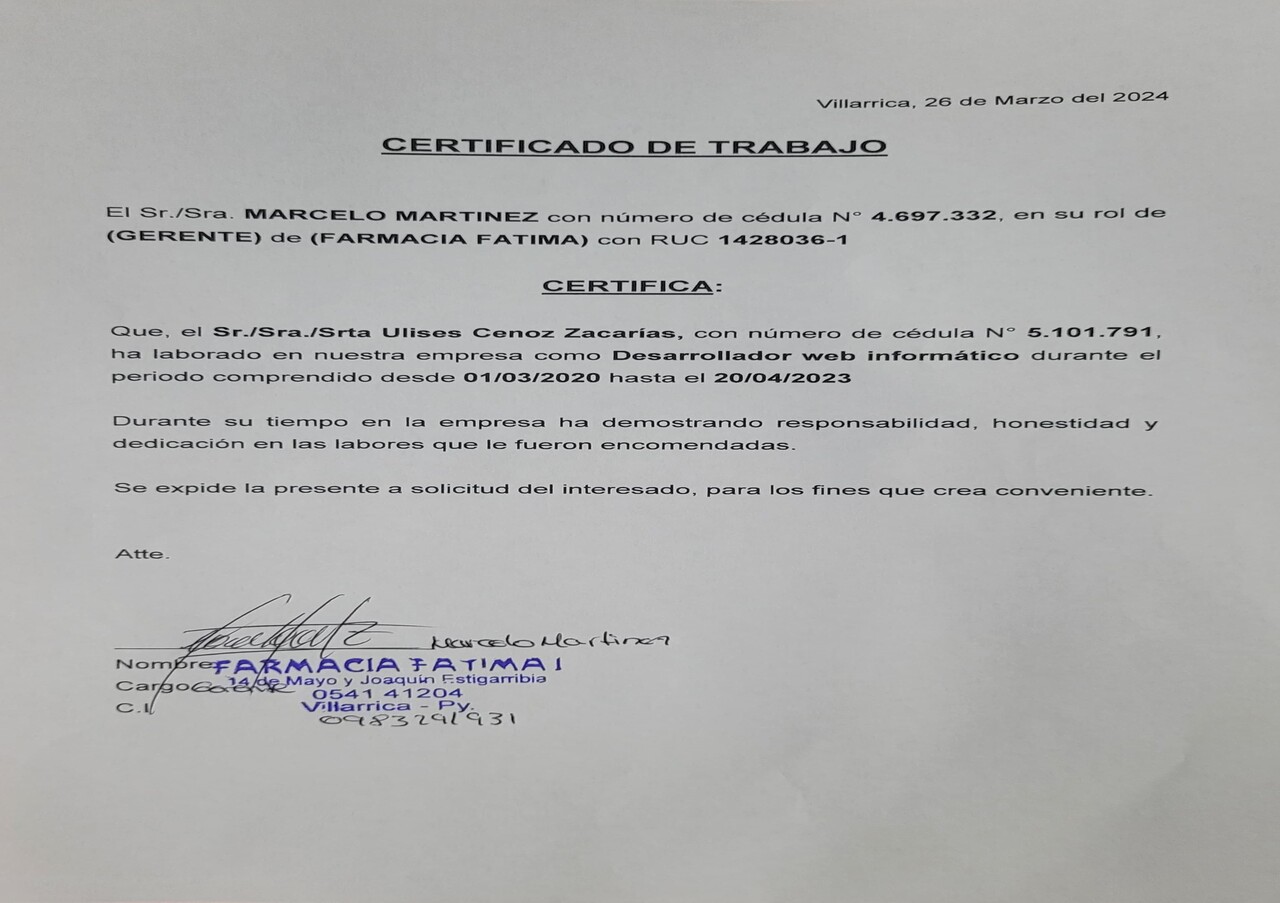 Villarrica, 26 de Marzo del 2024
CERTIFICADO DE TRABAJO
El Sr./Sra. MARCELO MARTINEZ con número de cédula N° 4.697.332, en su rol de
(GERENTE) de (FARMACIA FATIMA) con RUC 1428036-1
CERTIFICA:
Que, el Sr./Sra./Srta Ulises Cenoz Zacarías, con número de cédula N° 5.101.791,
ha laborado en nuestra empresa como Desarrollador web informático durante el
periodo comprendido desde 01/03/2020 hasta el 20/04/2023
Durante su tiempo en la empresa ha demostrando responsabilidad, honestidad y
dedicación en las labores que le fueron encomendadas.
Se expide la presente a solicitud del interesado, para los fines que crea conveniente.
Atte.
Marcelo Martinez
Nombre FARMACIA FATIMA I
Cargo Gerente 14 de Mayo y Joaquín Estigarribia
0541 41204
C.I. Villarrica - Py.
0983291931